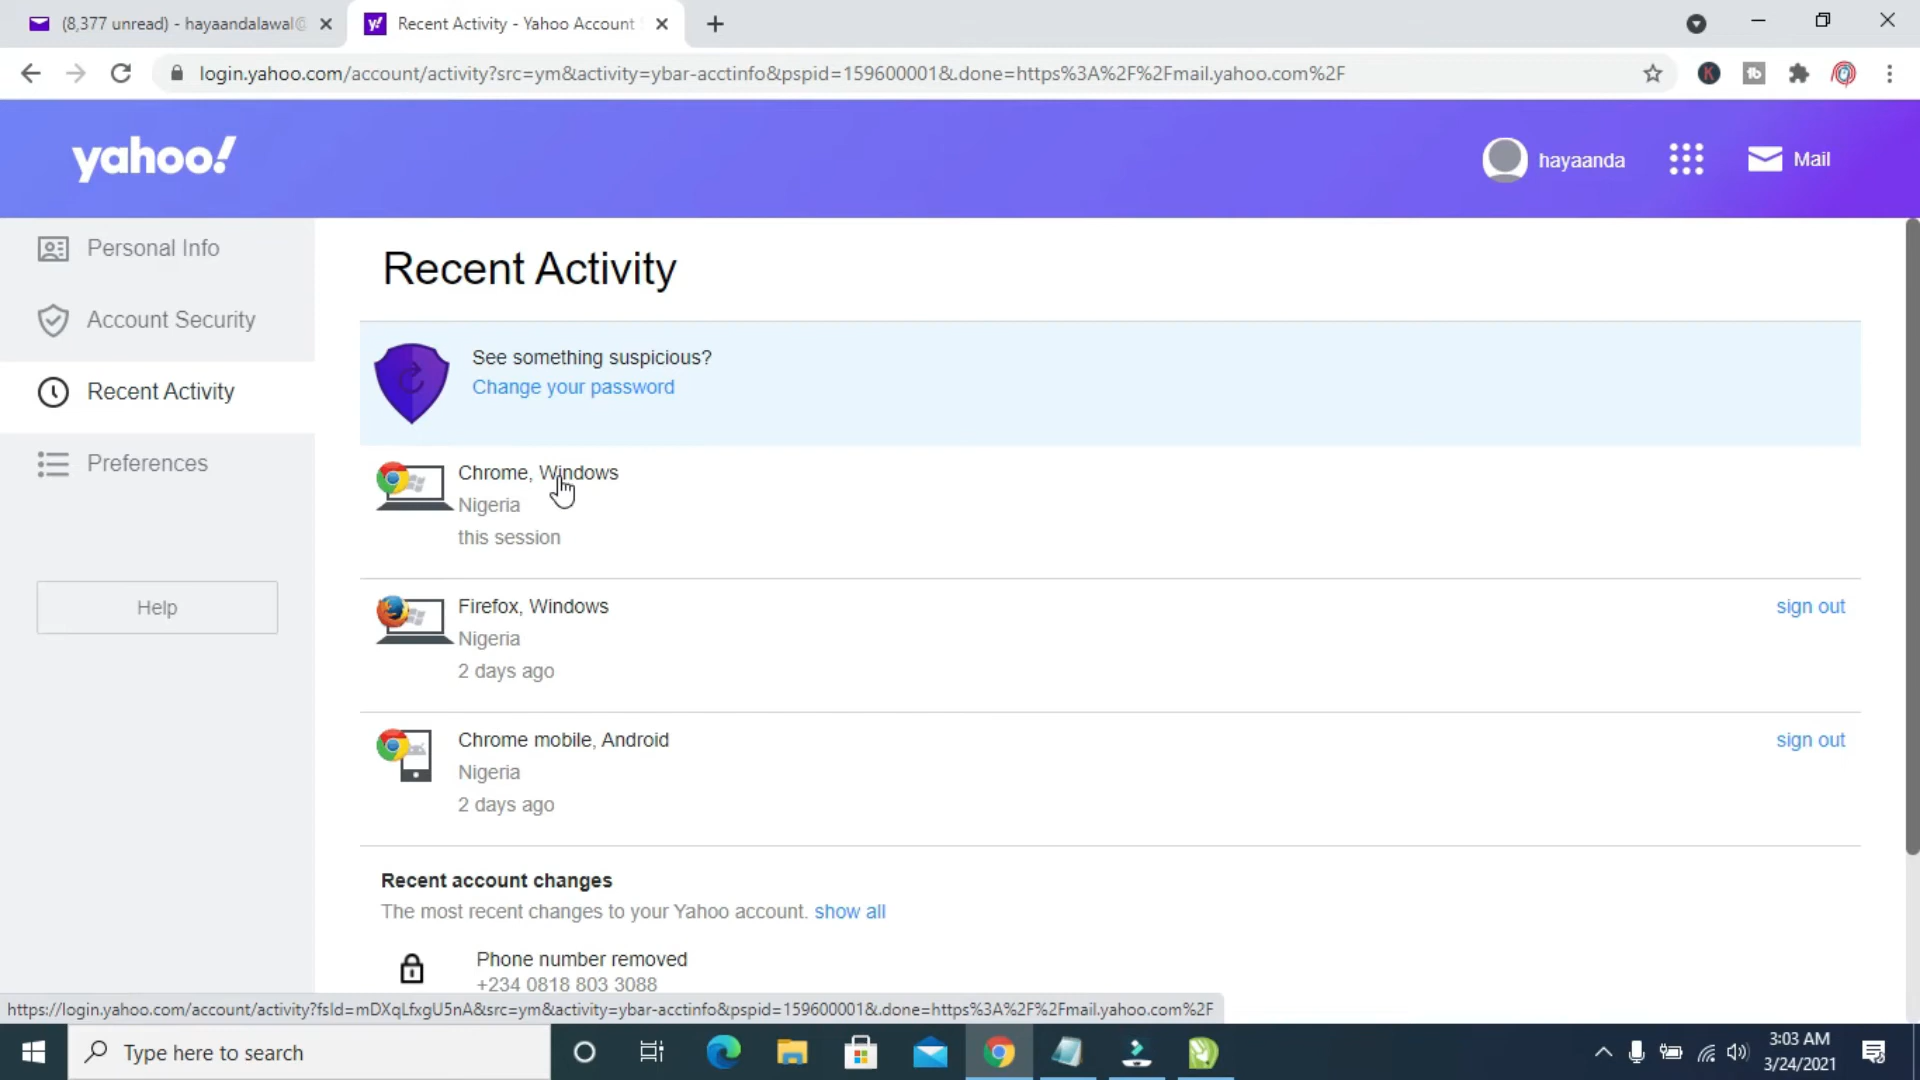 (8,377 unread) - hayaandalawal@
Recent Activity - Yahoo Account
login.yahoo.com/account/activity?src=ym&activity=ybar-acctinfo&pspid=159600001&.done=https%3A%2F%2Fmail.yahoo.com%2F
K
tb
yahoo!
hayaanda
Mail
Personal Info
Account Security
Recent Activity
Preferences
Help
Recent Activity
See something suspicious?
Change your password
Chrome, Windows
Nigeria
this session
Firefox, Windows
sign out
Nigeria
2 days ago
Chrome mobile, Android
sign out
Nigeria
2 days ago
Recent account changes
The most recent changes to your Yahoo account. show all
Phone number removed
+234 0818 803 3088
https://login.yahoo.com/account/activity?fsId=mDXqLfxgU5nA&src=ym&activity=ybar-acctinfo&pspid=159600001&.done=https%3A%2F%2Fmail.yahoo.com%2F
Type here to search
3:03 AM
3/24/2021